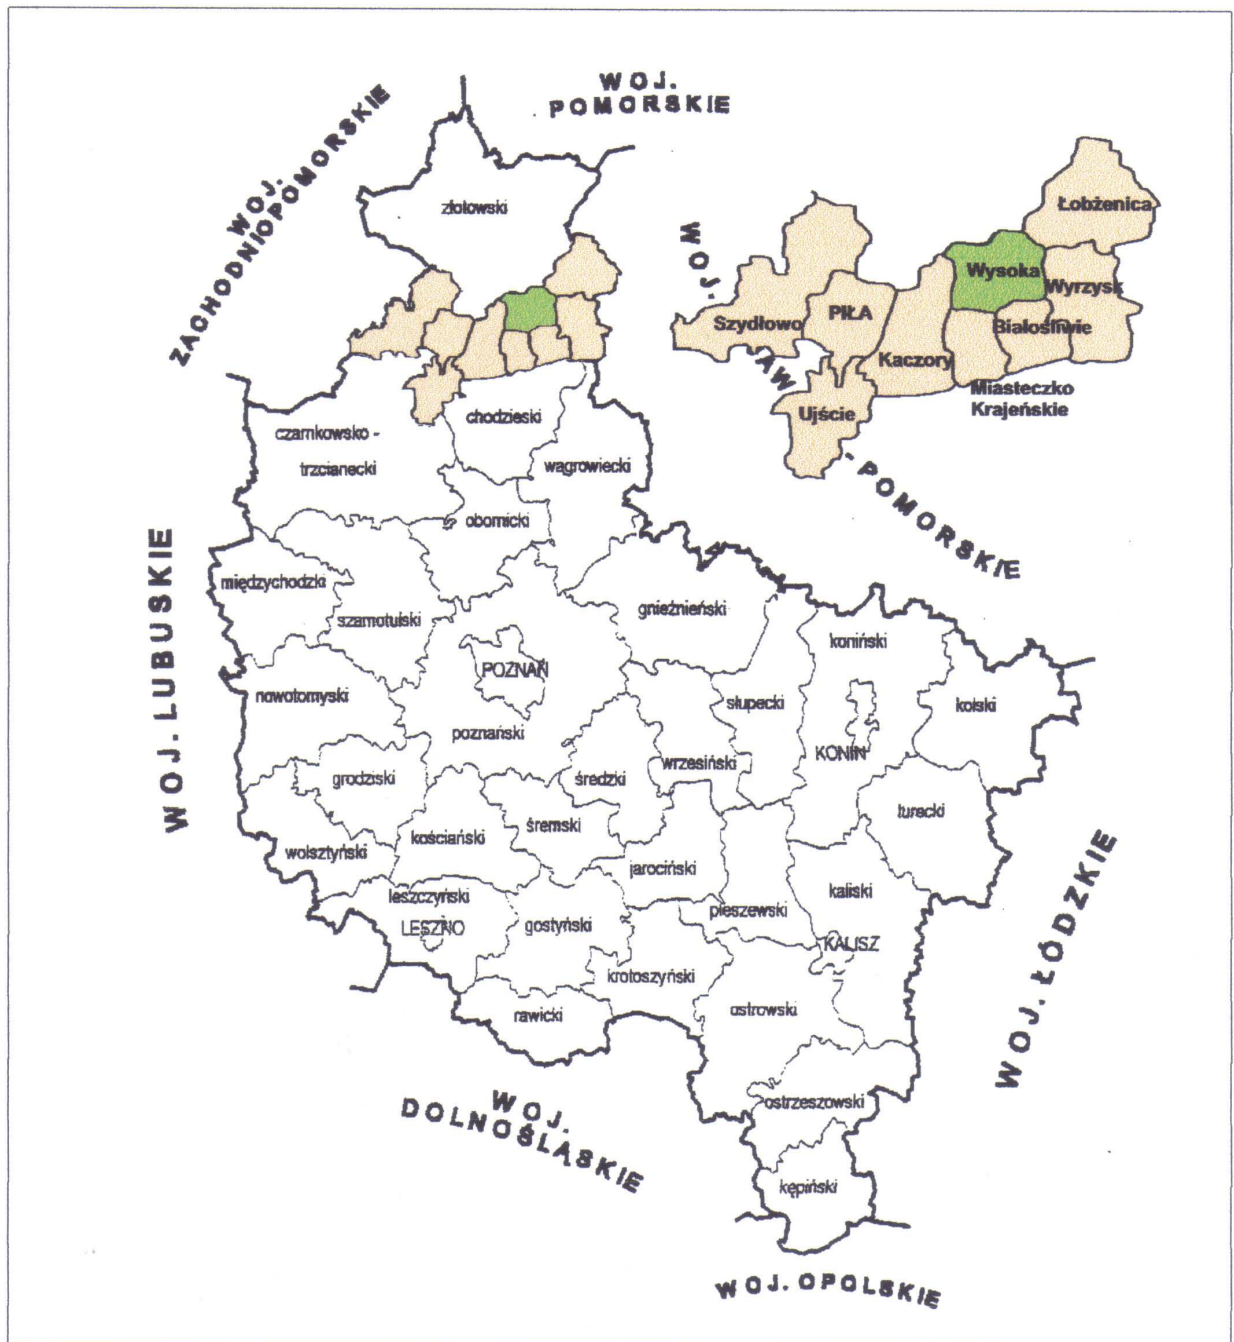 WOJ.
POMORSKIE
WOJ.
ZACHODNIOPOMORSKIE
złotowski
Łobżenica
Wysoka
Wyrzysk
Szydłowo
PIŁA
Białośliwie
Kaczory
Miasteczko
Krajeńskie
Ujście
WOJ.
JAW
- POMORSKIE
chodzieski
czarnkowsko -
trzcianecki
wągrowiecki
obornicki
WOJ. LUBUSKIE
międzychodzki
szamotulski
gnieźnieński
koniński
POZNAŃ
nowotomyski
słupecki
kolski
poznański
KONIN
wrzesiński
grodziski
średzki
turecki
śremski
kościański
wolsztyński
jarociński
kaliski
leszczyński
pleszewski
LESZNO
gostyński
KALISZ
krotoszyński
ostrowski
rawicki
WOJ. ŁÓDZKIE
ostrzeszowski
WOJ.
DOLNOŚLĄSKIE
kępiński
WOJ. OPOLSKIE